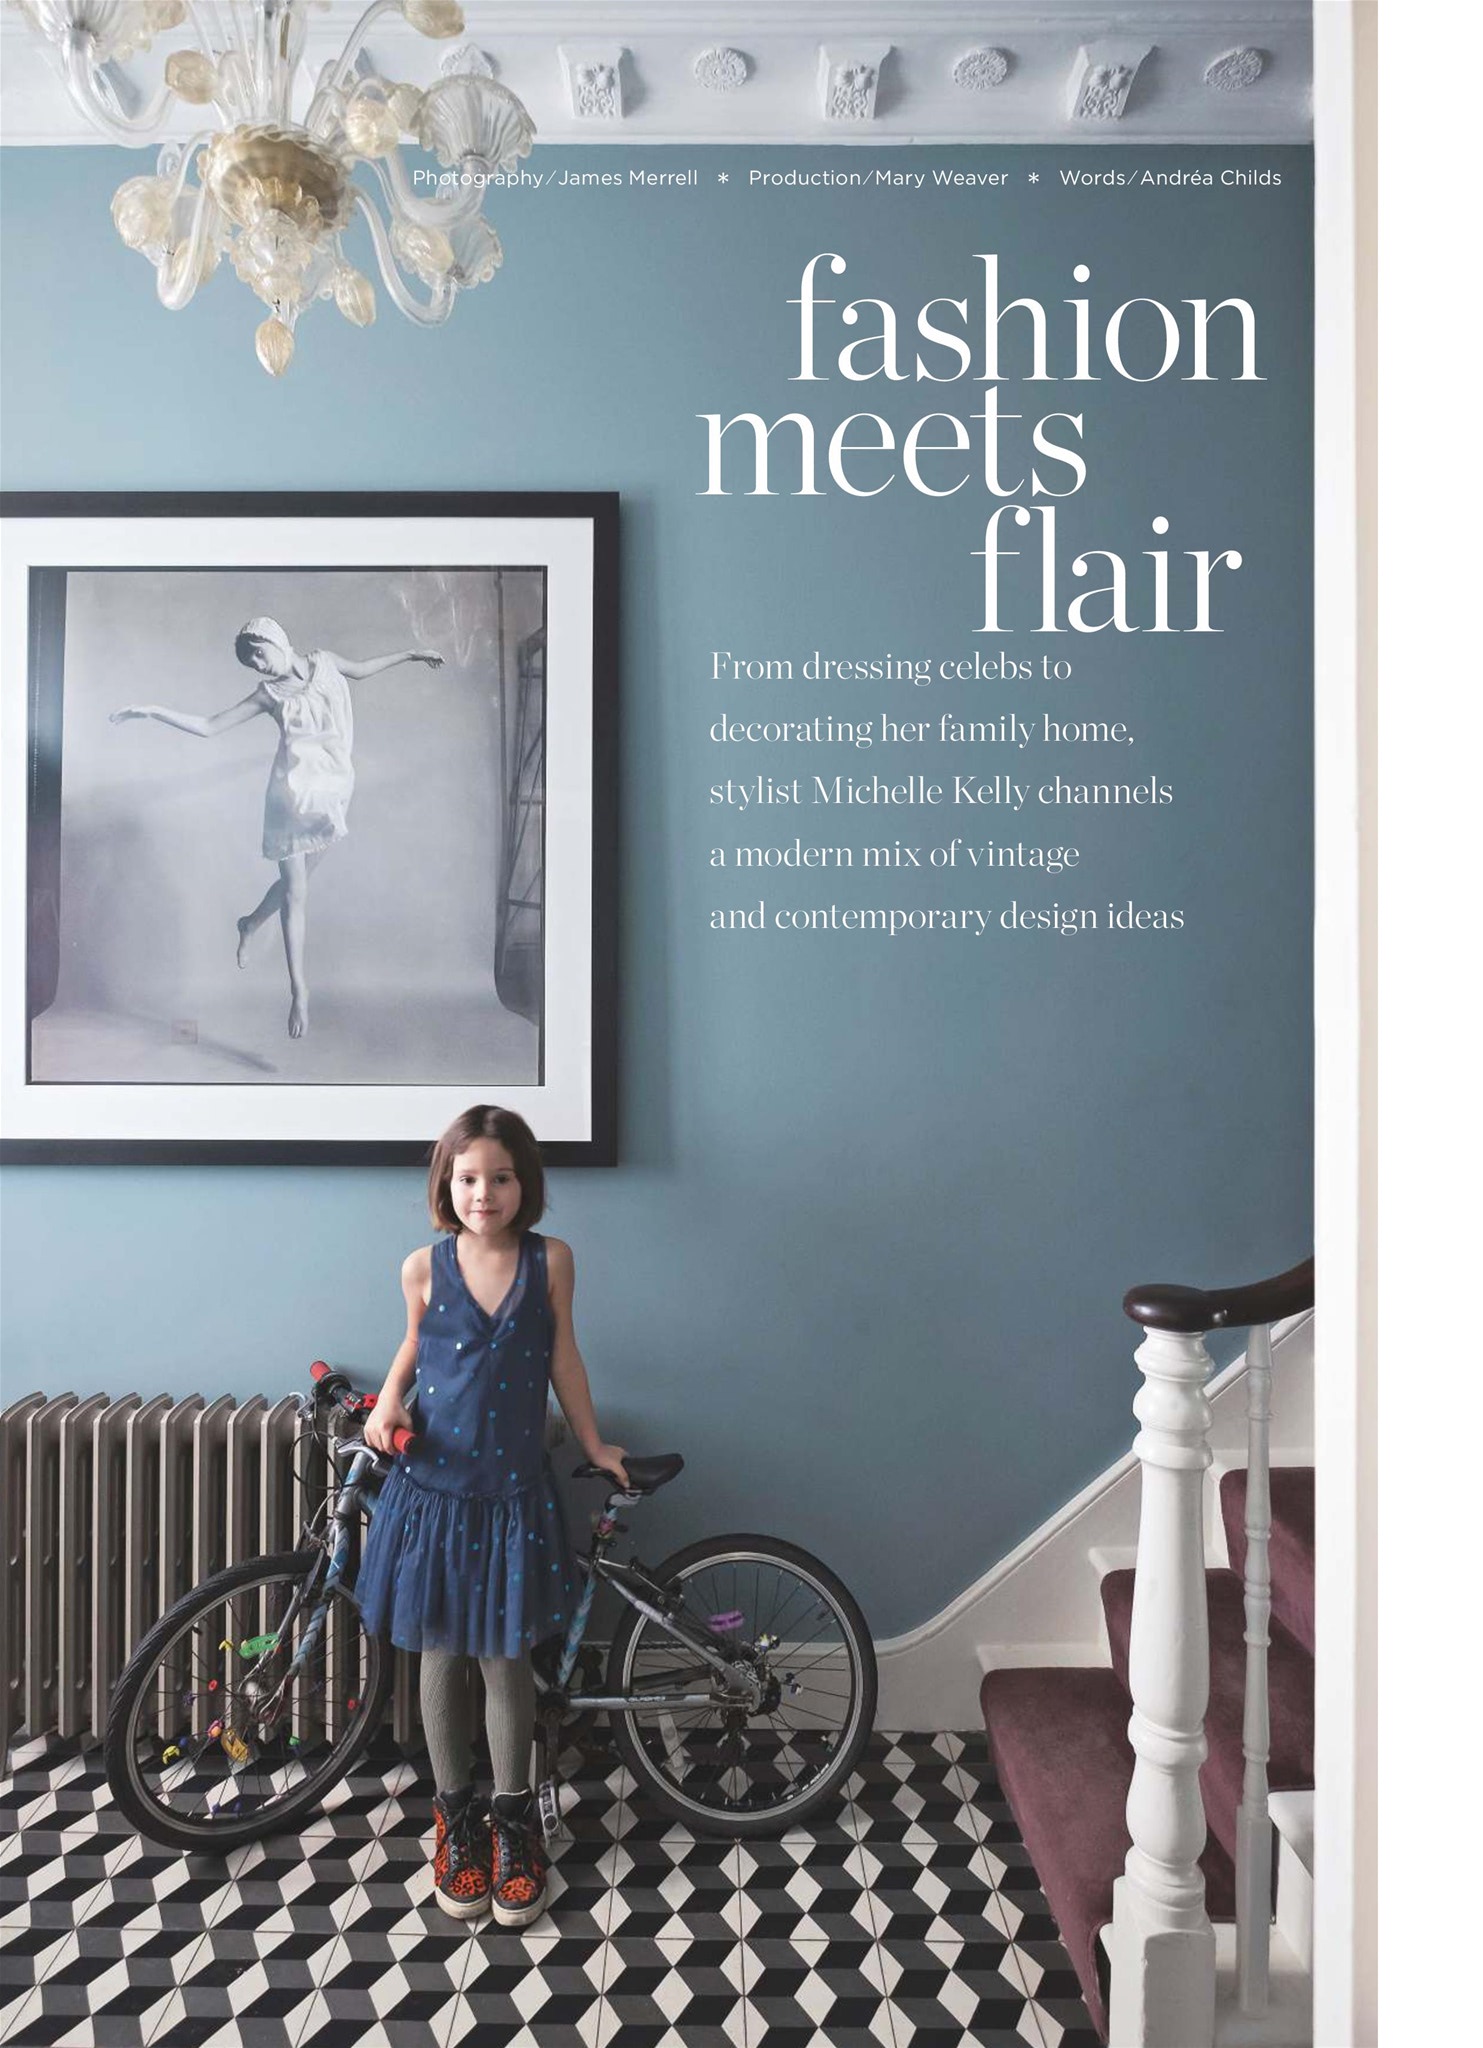 Photography/James Merrell * Production/Mary Weaver * Words/Andréa Childs
fashion
meets
flair
From dressing celebs to
decorating her family home,
stylist Michelle Kelly channels
a modern mix of vintage
and contemporary design ideas